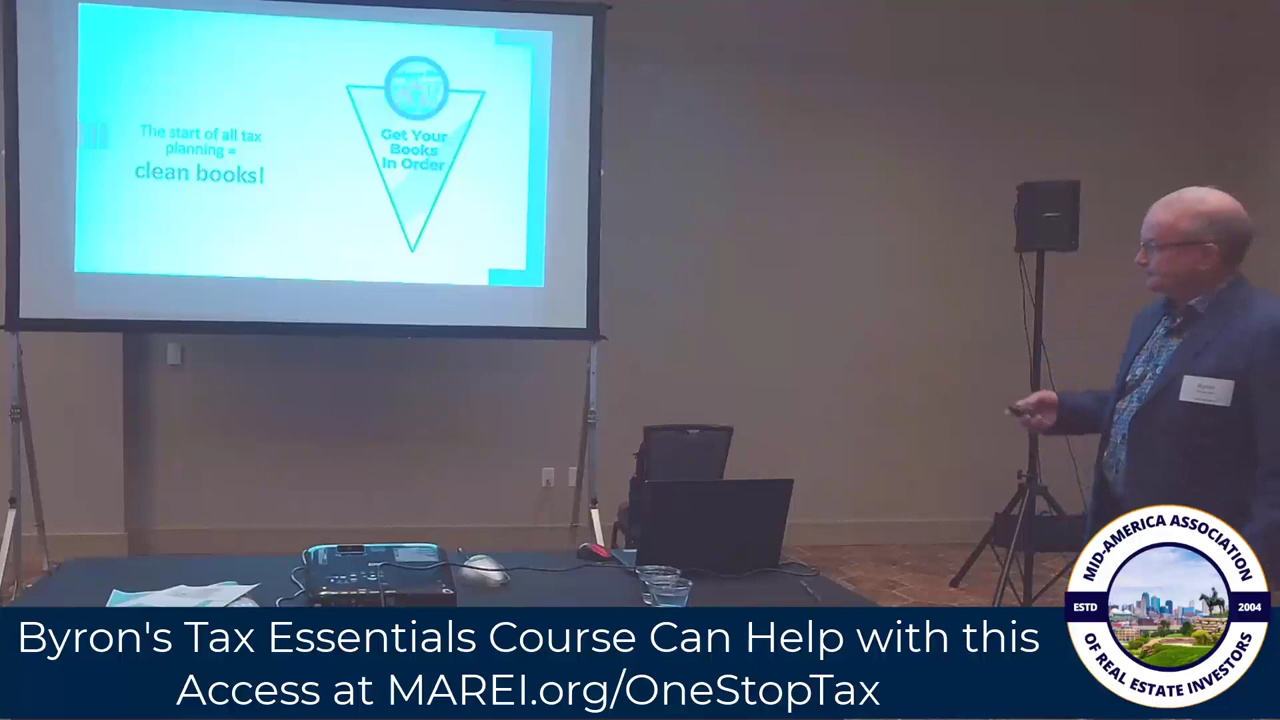 The start of all tax
planning =
clean books!
Get Your
Books
In Order
Byron's Tax Essentials Course Can Help with this
Access at MAREI.org/OneStopTax
MID-AMERICA ASSOCIATION
ESTD
2004
OF REAL ESTATE INVESTORS